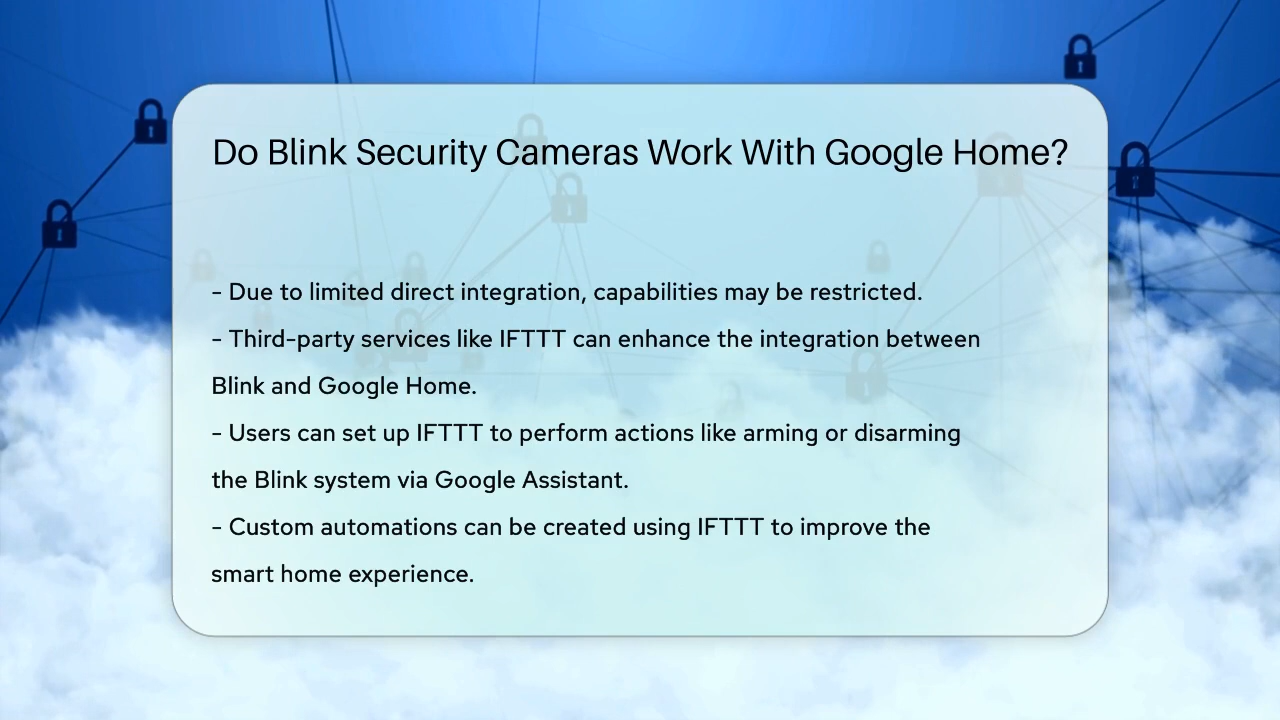 Do Blink Security Cameras Work With Google Home?
- Due to limited direct integration, capabilities may be restricted.
- Third-party services like IFTTT can enhance the integration between
Blink and Google Home.
- Users can set up IFTTT to perform actions like arming or disarming
the Blink system via Google Assistant.
- Custom automations can be created using IFTTT to improve the
smart home experience.